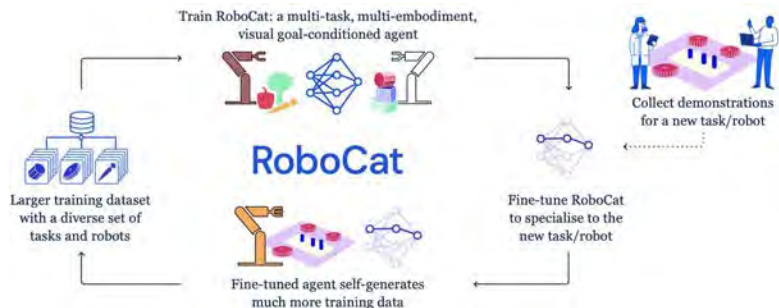 Train RoboCat: a multi-task, multi-embodiment,
visual goal-conditioned agent
Collect demonstrations
for a new task/robot
RoboCat
Larger training dataset
with a diverse set of
tasks and robots
Fine-tune RoboCat
to specialise to the
new task/robot
Fine-tuned agent self-generates
much more training data